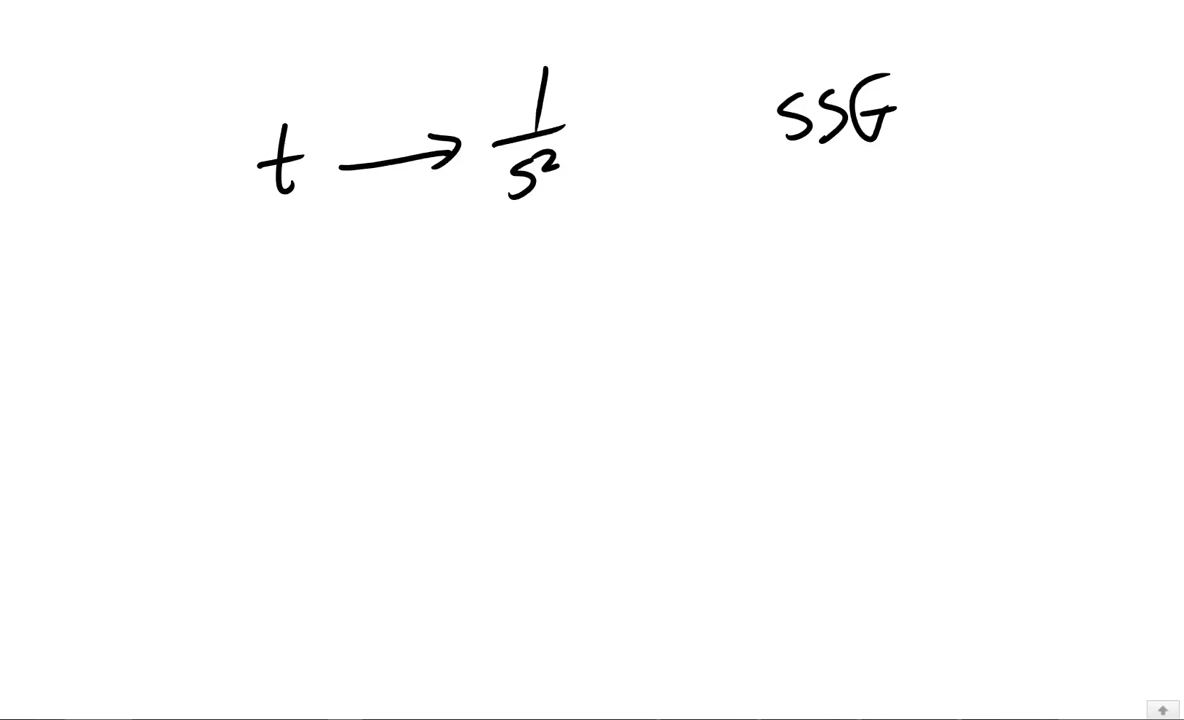 t → 1/s² SSG